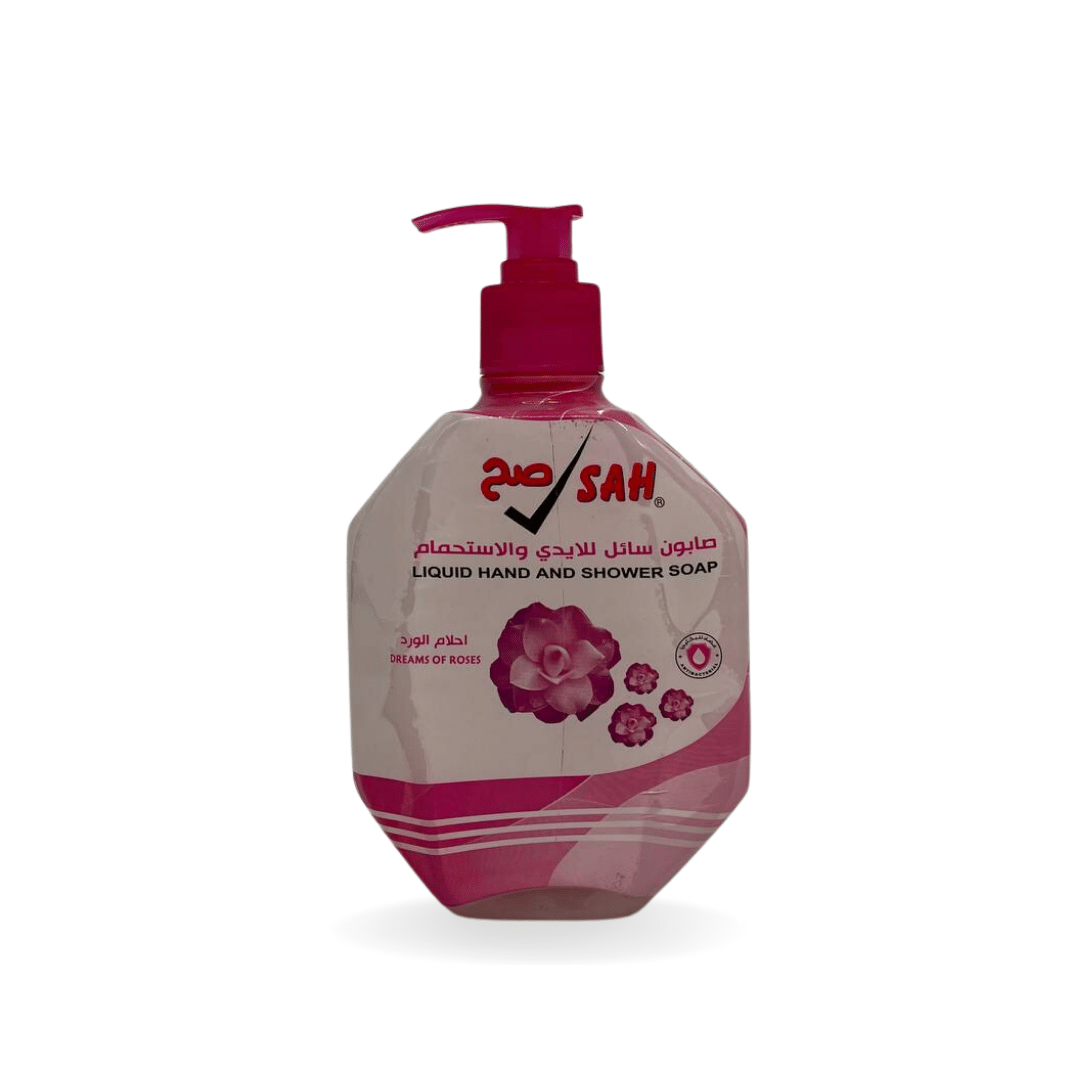 صح SAH®
صابون سائل للايدي والاستحمام
LIQUID HAND AND SHOWER SOAP
احلام الورد
DREAMS OF ROSES
ANTIBACTERIAL